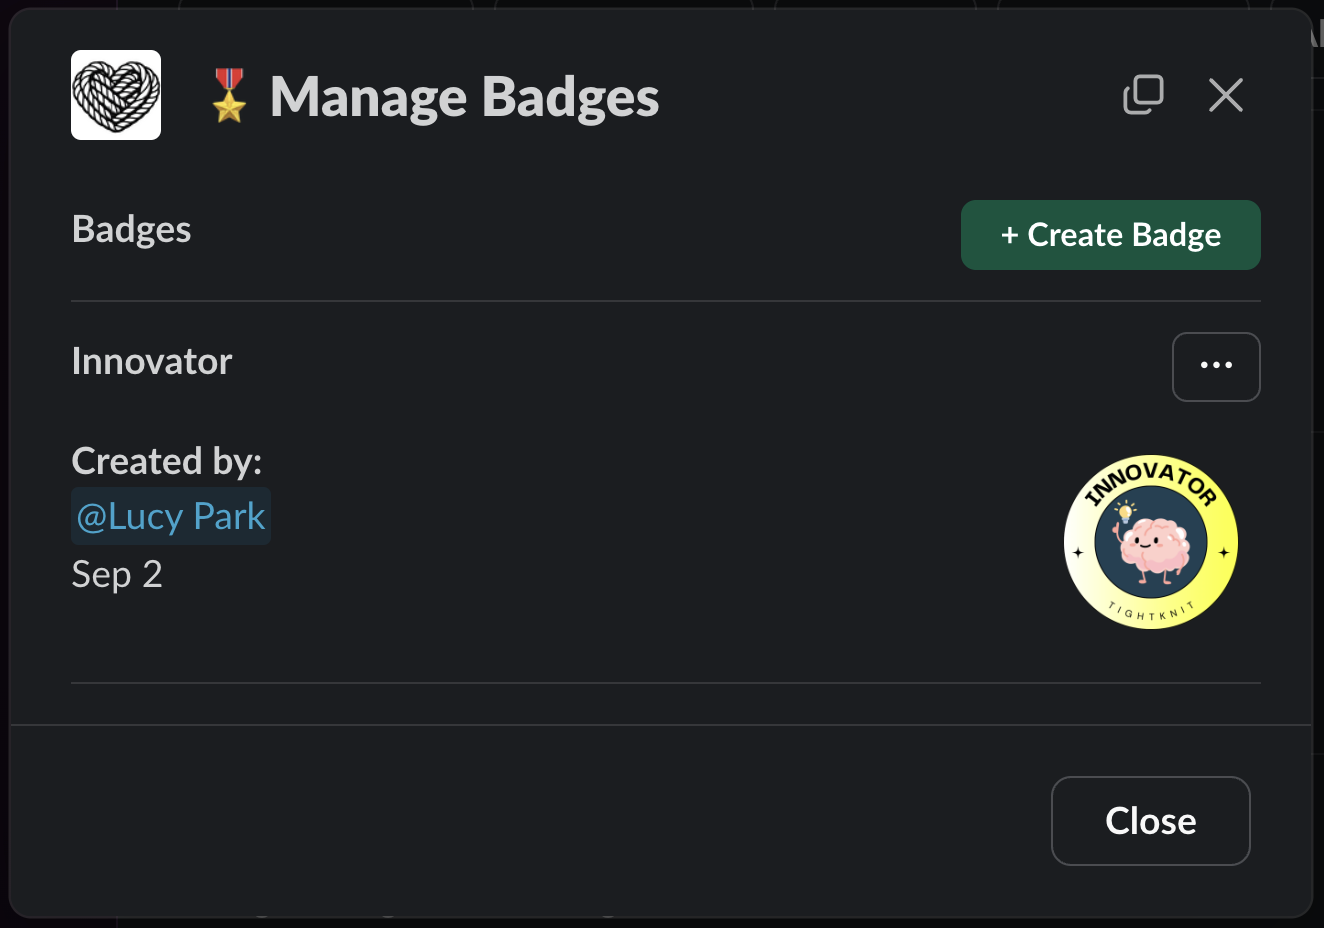 Manage Badges
Badges
+ Create Badge
Innovator
...
Created by:
@Lucy Park
Sep 2
INNOVATOR
TIGHTKNIT
Close